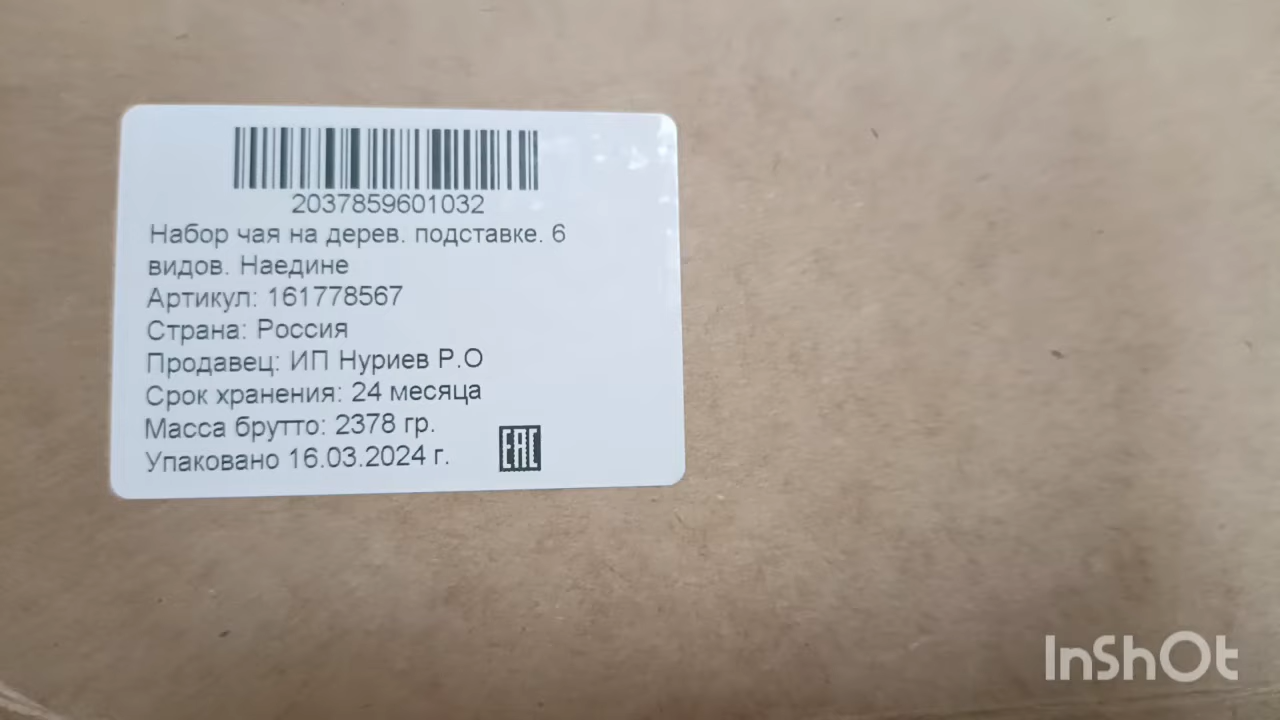 2037859601032
Набор чая на дерев. подставке. 6
видов. Наедине
Артикул: 161778567
Страна: Россия
Продавец: ИП Нуриев Р.О
Срок хранения: 24 месяца
Масса брутто: 2378 гр.
Упаковано 16.03.2024 г.
EAC
InShOt